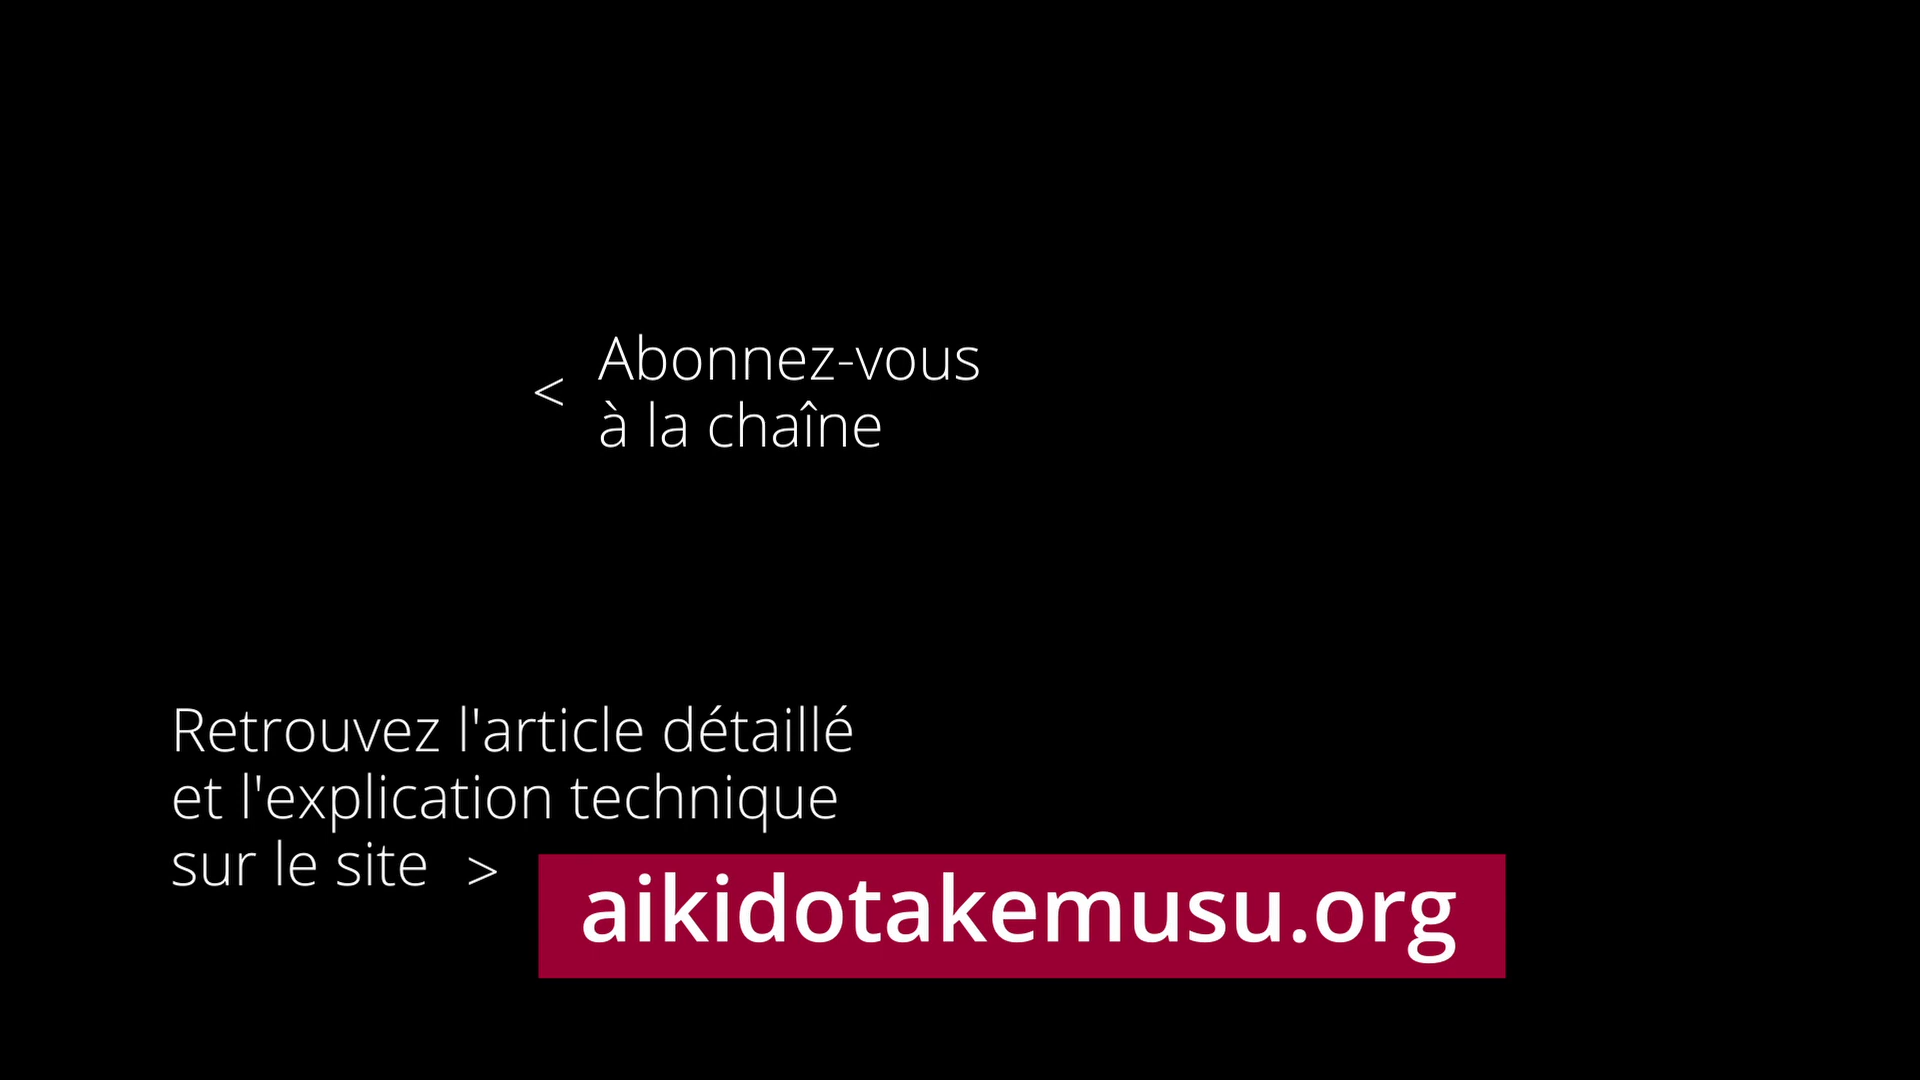 < Abonnez-vous
à la chaîne
Retrouvez l'article détaillé
et l'explication technique
sur le site >
aikidotakemusu.org